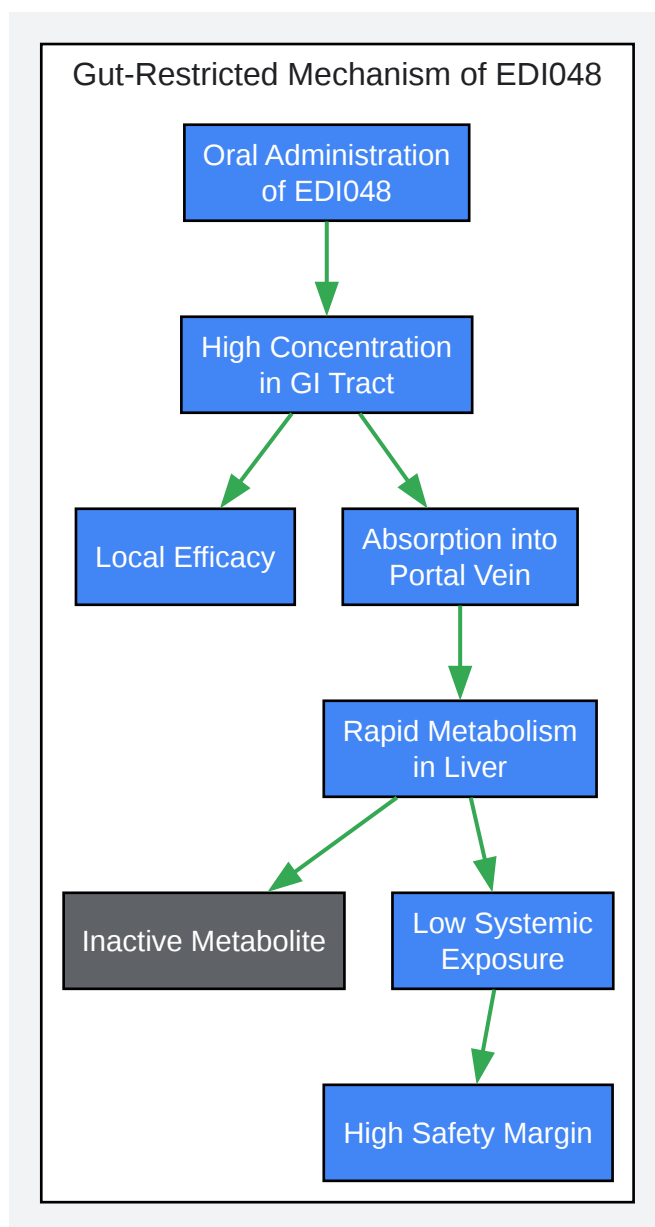 Gut-Restricted Mechanism of EDI048
Oral Administration
of EDI048
High Concentration
in GI Tract
Local Efficacy
Absorption into
Portal Vein
Rapid Metabolism
in Liver
Inactive Metabolite
Low Systemic
Exposure
High Safety Margin